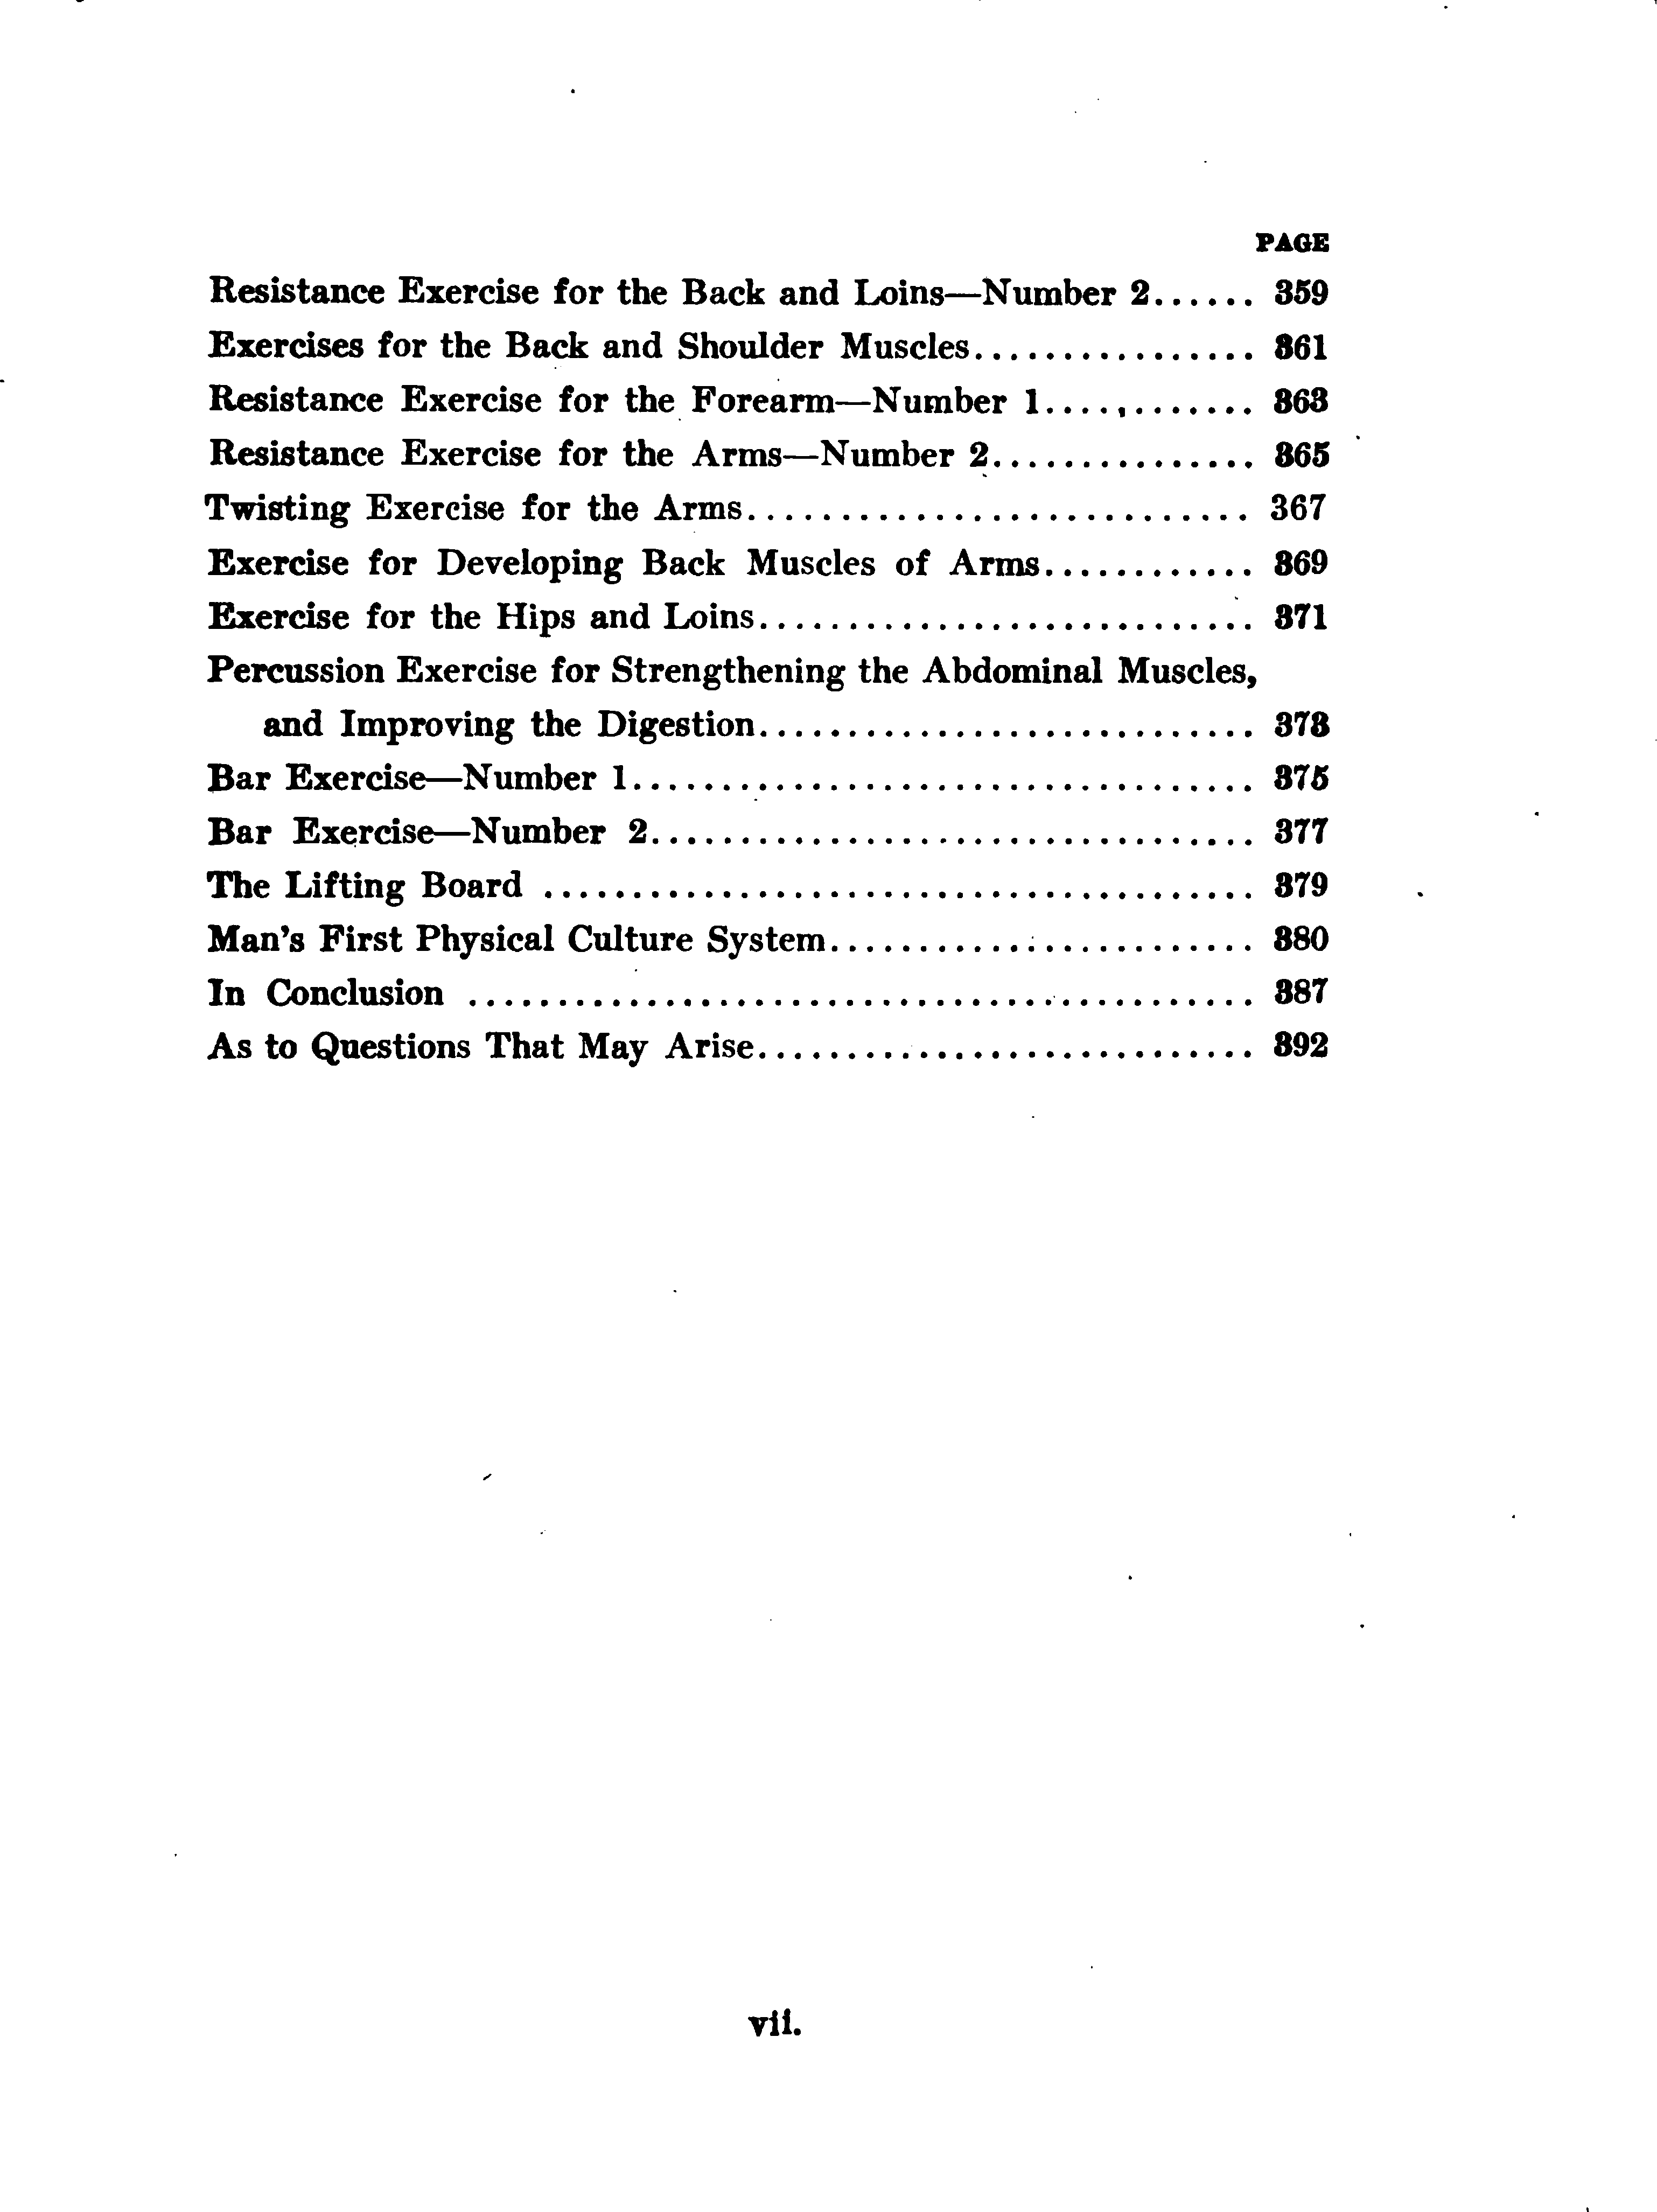 PAGE
Resistance Exercise for the Back and Loins—Number 2...... 359
Exercises for the Back and Shoulder Muscles................ 361
Resistance Exercise for the Forearm—Number 1............ 363
Resistance Exercise for the Arms—Number 2............... 365
Twisting Exercise for the Arms........................... 367
Exercise for Developing Back Muscles of Arms............ 369
Exercise for the Hips and Loins............................ 371
Percussion Exercise for Strengthening the Abdominal Muscles,
and Improving the Digestion............................ 373
Bar Exercise—Number 1................................... 375
Bar Exercise—Number 2.................................. 377
The Lifting Board ........................................ 379
Man's First Physical Culture System........................ 380
In Conclusion ............................................ 387
As to Questions That May Arise............................ 392
vii.